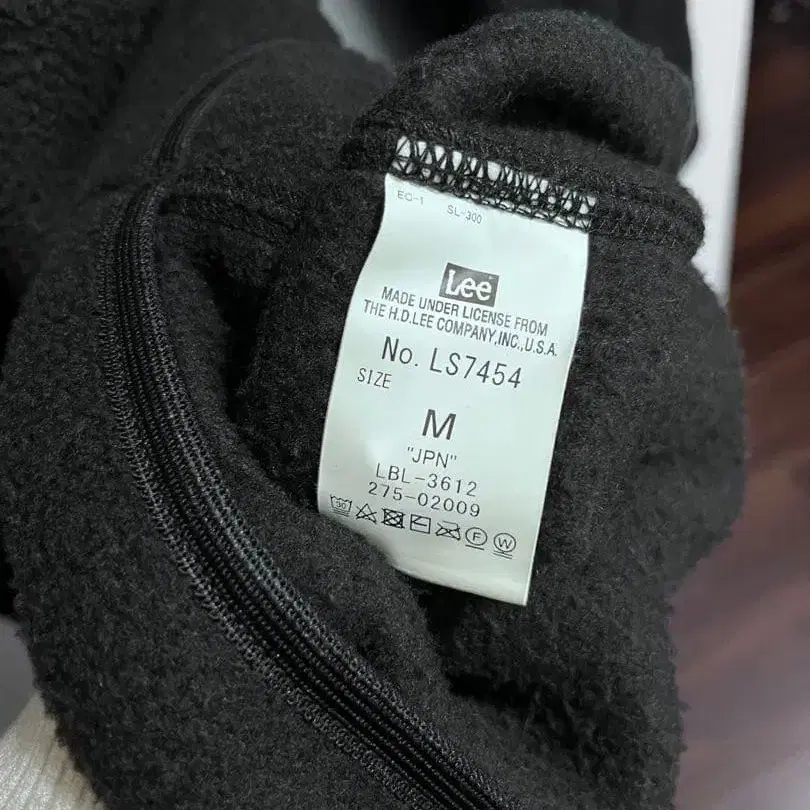 EC-1 SL-300
Lee
MADE UNDER LICENSE FROM
THE H.D.LEE COMPANY,INC.,U.S.A.
No. LS7454
SIZE
M
"JPN"
LBL-3612
275-02009
30
F W